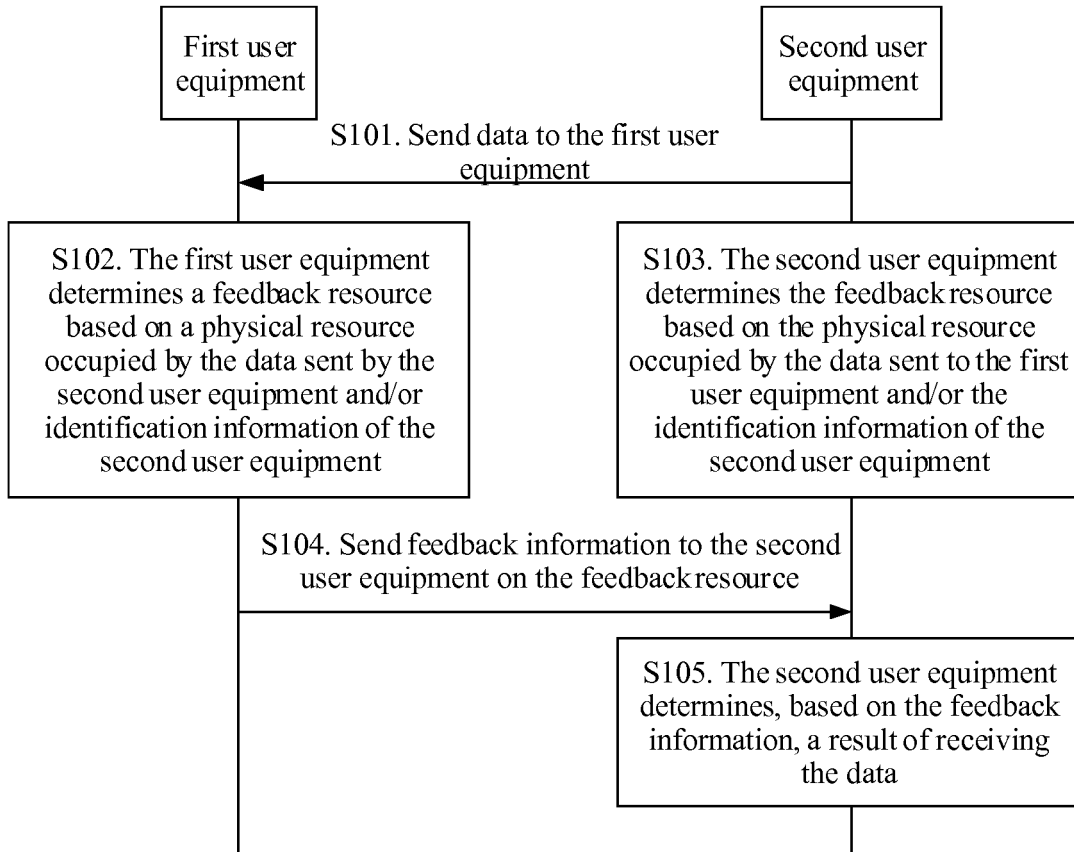 First user
equipment
Second user
equipment
S101. Send data to the first user
equipment
S102. The first user equipment
determines a feedback resource
based on a physical resource
occupied by the data sent by the
second user equipment and/or
identification information of the
second user equipment
S103. The second user equipment
determines the feedback resource
based on the physical resource
occupied by the data sent to the first
user equipment and/or the
identification information of the
second user equipment
S104. Send feedback information to the second
user equipment on the feedback resource
S105. The second user equipment
determines, based on the feedback
information, a result of receiving
the data